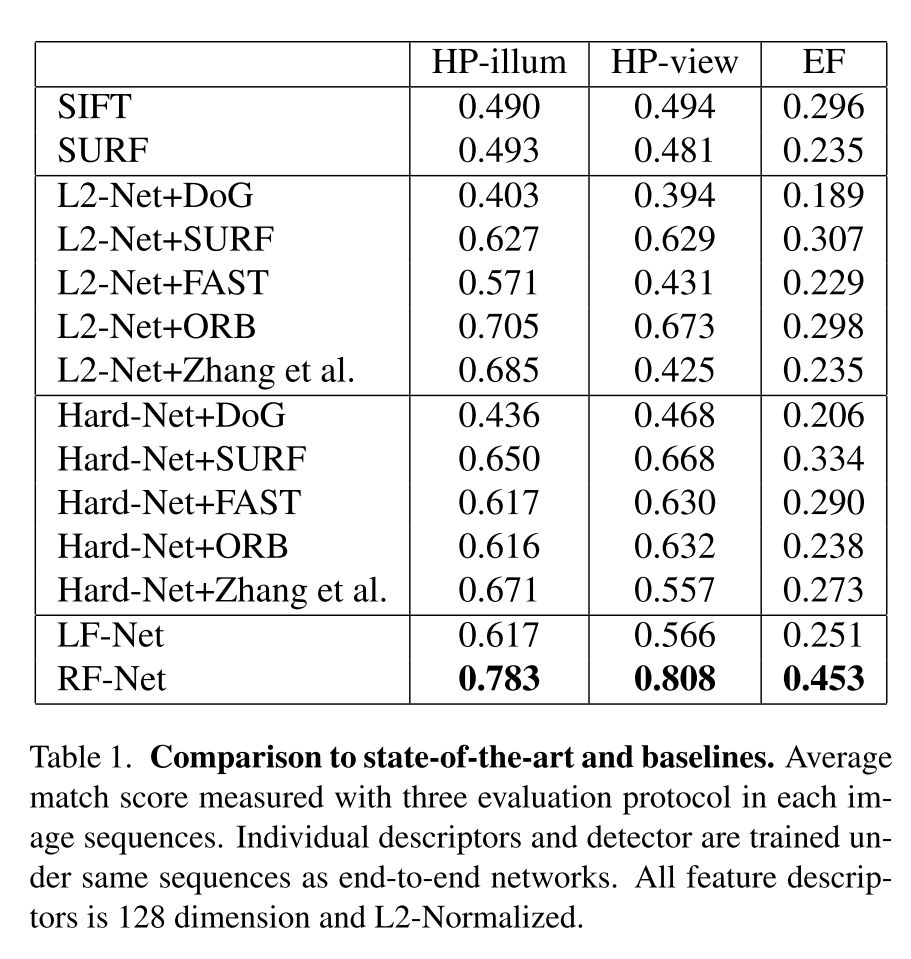 HP-illum HP-view EF
SIFT 0.490 0.494 0.296
SURF 0.493 0.481 0.235
L2-Net+DoG 0.403 0.394 0.189
L2-Net+SURF 0.627 0.629 0.307
L2-Net+FAST 0.571 0.431 0.229
L2-Net+ORB 0.705 0.673 0.298
L2-Net+Zhang et al. 0.685 0.425 0.235
Hard-Net+DoG 0.436 0.468 0.206
Hard-Net+SURF 0.650 0.668 0.334
Hard-Net+FAST 0.617 0.630 0.290
Hard-Net+ORB 0.616 0.632 0.238
Hard-Net+Zhang et al. 0.671 0.557 0.273
LF-Net 0.617 0.566 0.251
RF-Net 0.783 0.808 0.453
Table 1. Comparison to state-of-the-art and baselines. Average
match score measured with three evaluation protocol in each im-
age sequences. Individual descriptors and detector are trained un-
der same sequences as end-to-end networks. All feature descrip-
tors is 128 dimension and L2-Normalized.